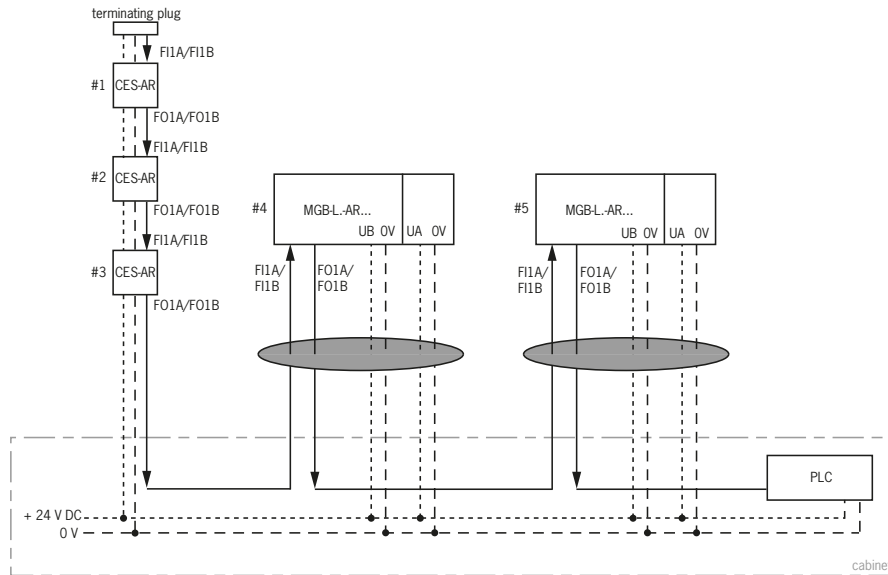 terminating plug
FI1A/FI1B
#1 CES-AR
FO1A/FO1B
FI1A/FI1B
#2 CES-AR
FO1A/FO1B
FI1A/FI1B
#3 CES-AR
FO1A/FO1B
#4 MGB-L.-AR...
UB 0V UA 0V
FI1A/
FI1B
FO1A/
FO1B
#5 MGB-L.-AR...
UB 0V UA 0V
FI1A/
FI1B
FO1A/
FO1B
PLC
+ 24 V DC
0 V
cabine